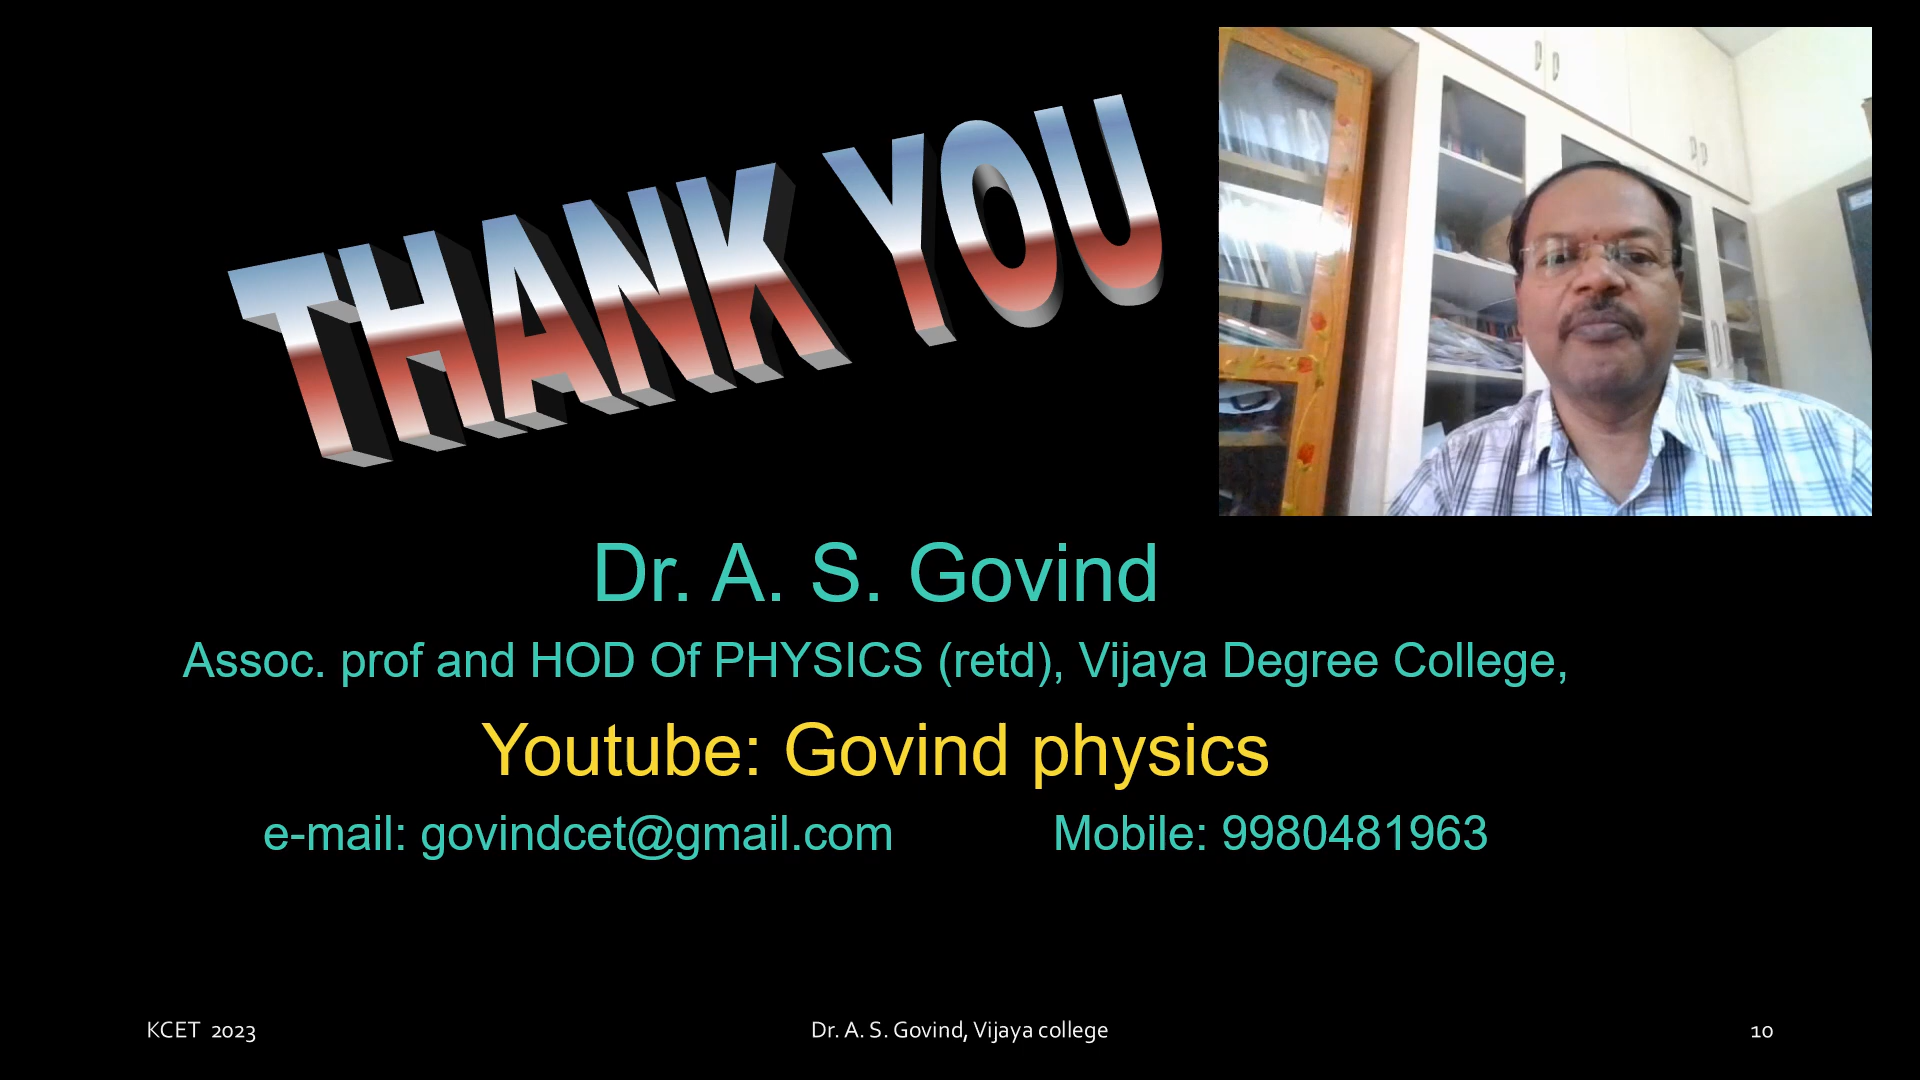 THANK YOU
Dr. A. S. Govind
Assoc. prof and HOD Of PHYSICS (retd), Vijaya Degree College,
Youtube: Govind physics
e-mail: govindcet@gmail.com Mobile: 9980481963
KCET 2023 Dr. A. S. Govind, Vijaya college 10